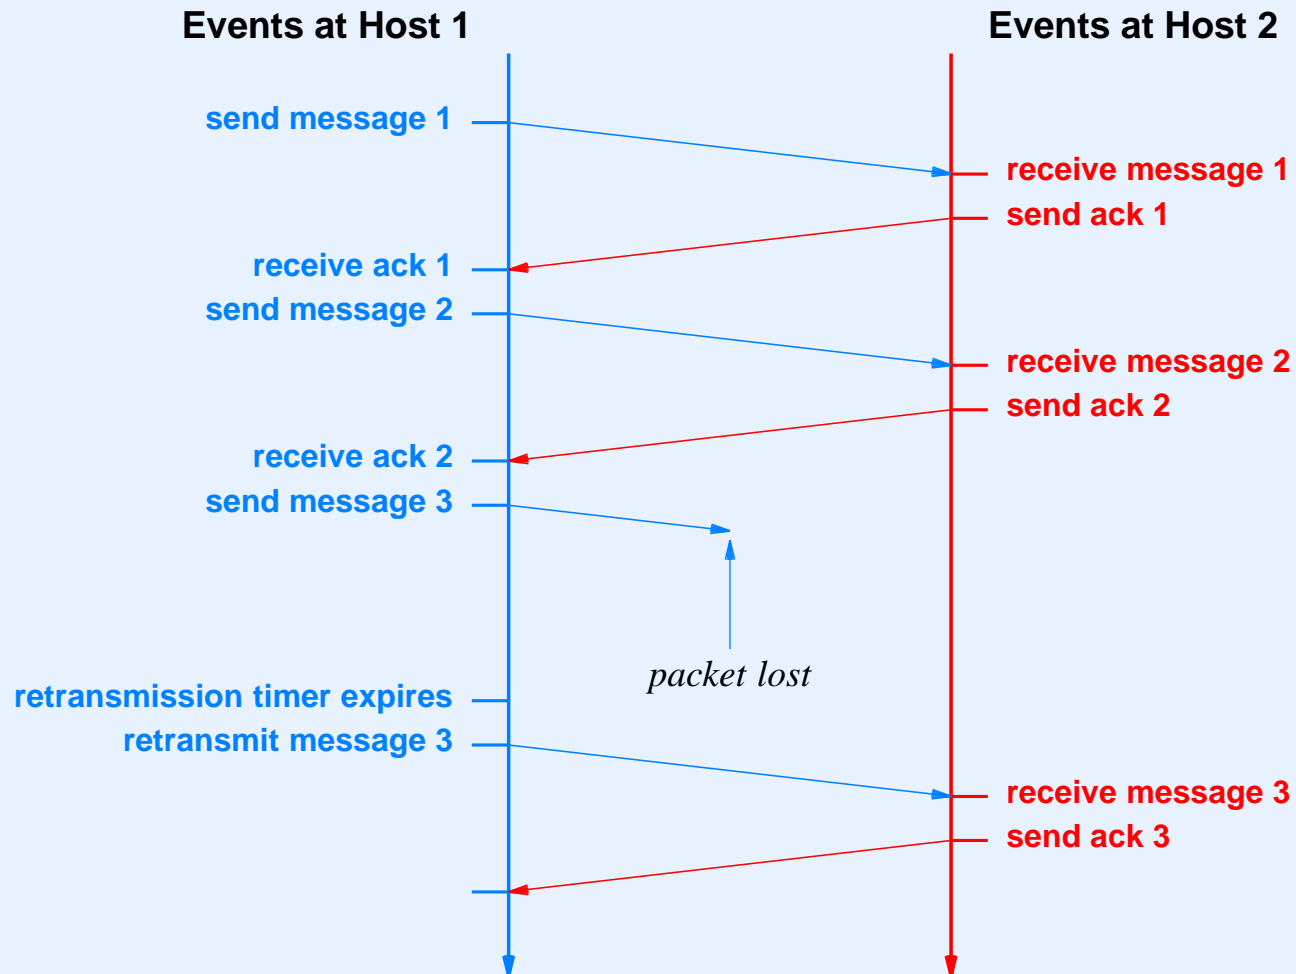 Events at Host 1
Events at Host 2
send message 1
receive message 1
send ack 1
receive ack 1
send message 2
receive message 2
send ack 2
receive ack 2
send message 3
packet lost
retransmission timer expires
retransmit message 3
receive message 3
send ack 3